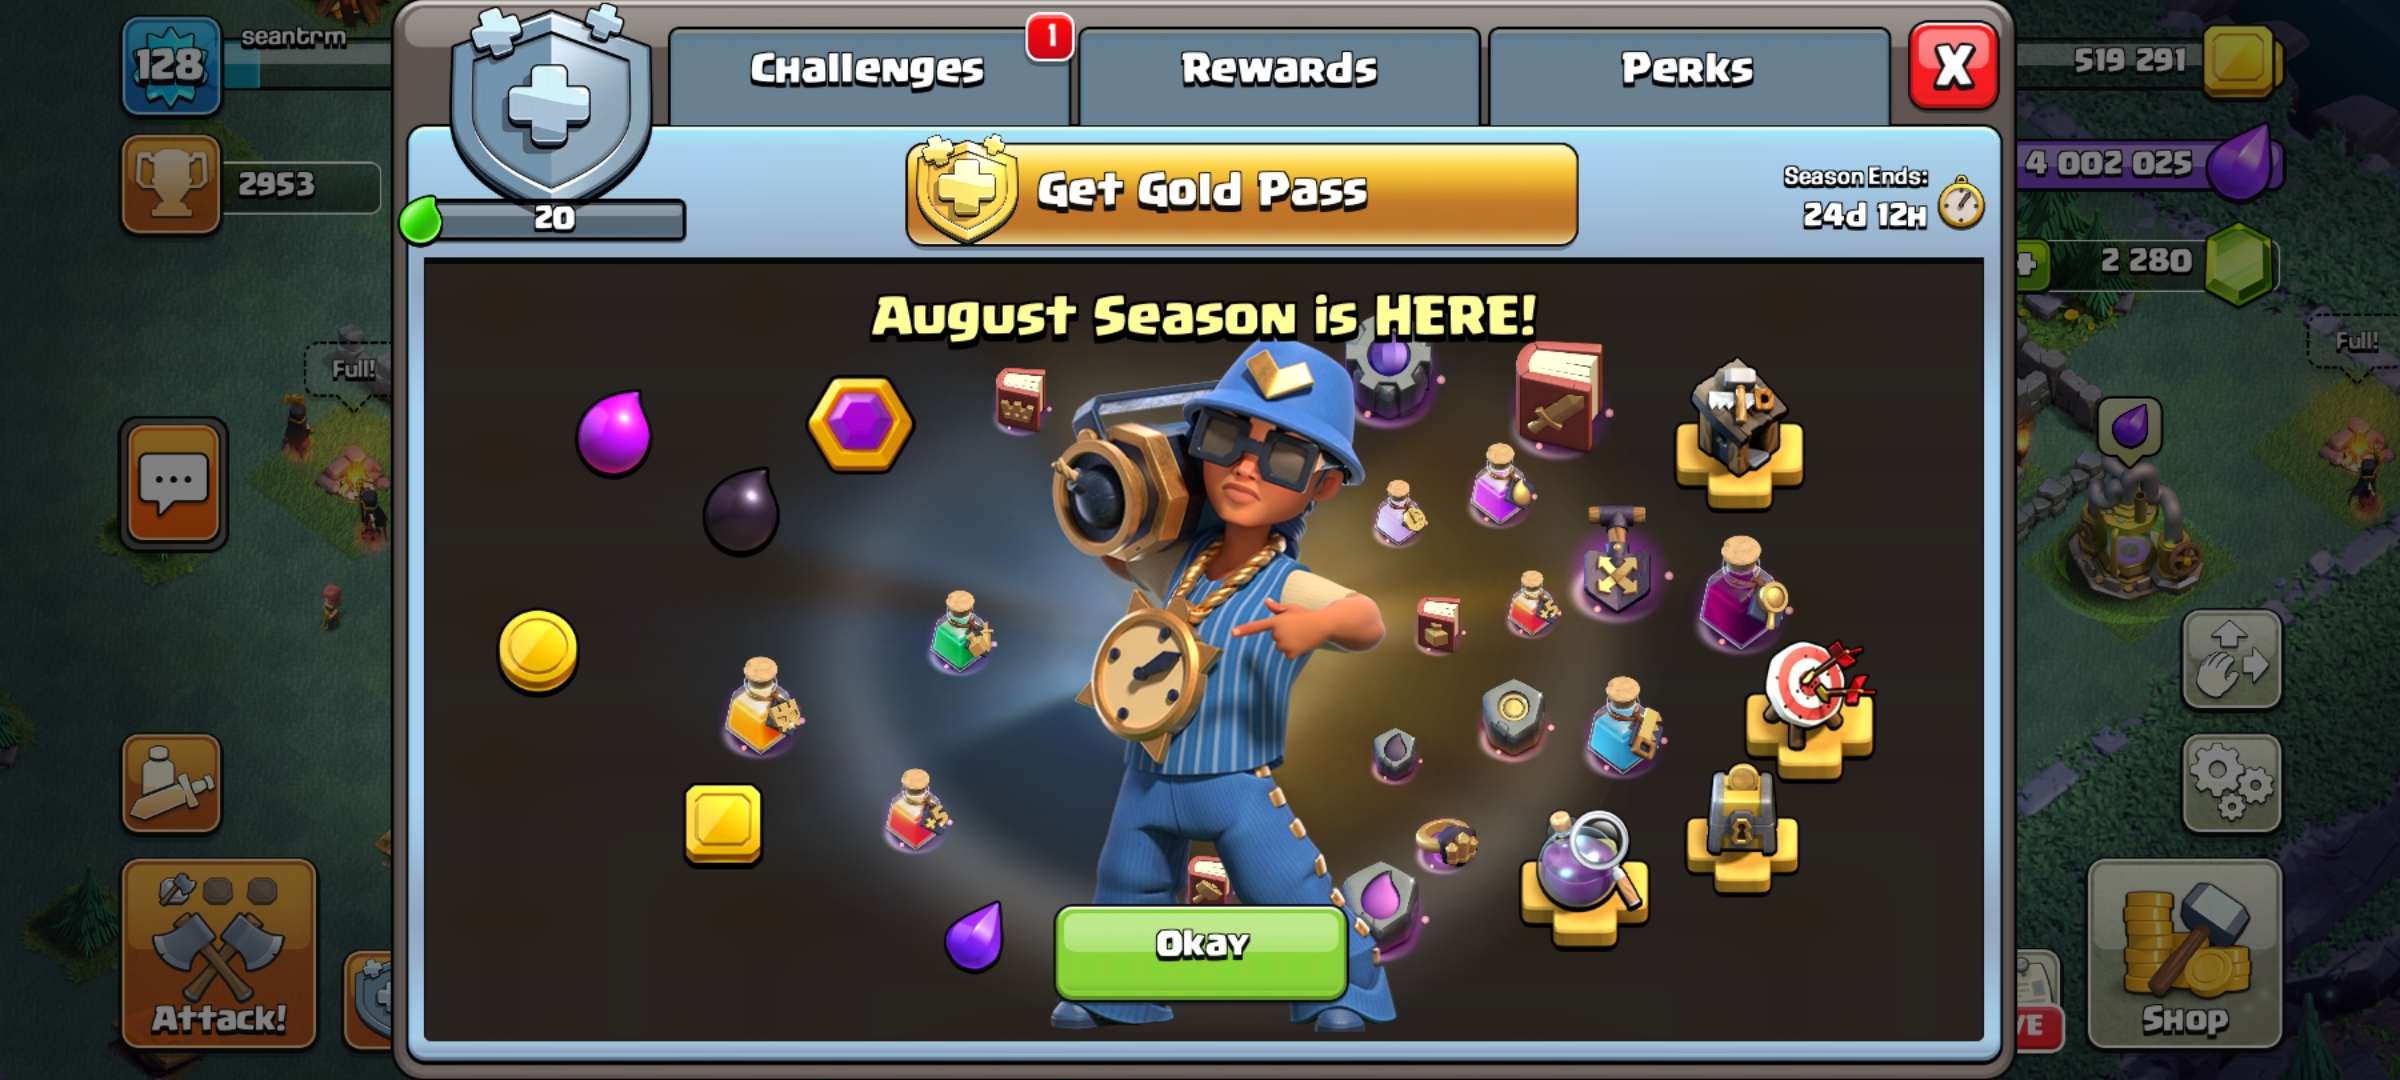 128
seantrm
Challenges
1
Rewards
Perks
X
519 291
2953
Get Gold Pass
Season Ends:
24d 12H
4 002 025
20
2 280
August Season is HERE!
Full!
Full!
Okay
Attack!
Shop